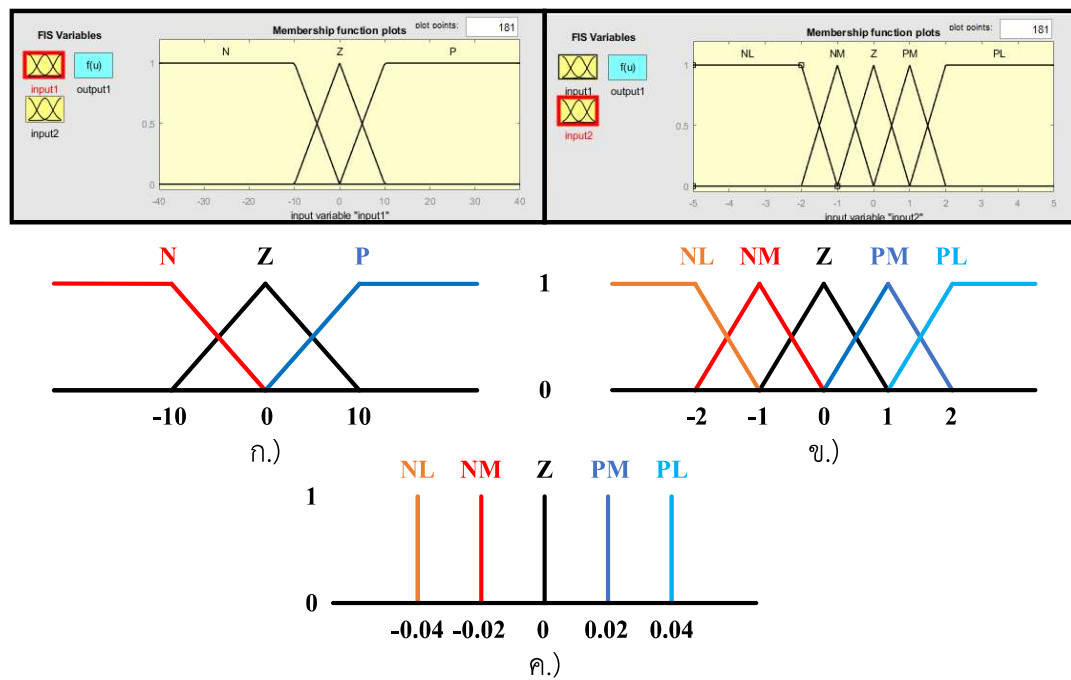 FIS Variables
f(u)
input1
output1
input2
Membership function plots
plot points:
181
N
Z
P
1
0.5
0
-40
-30
-20
-10
0
10
20
30
40
input variable "input1"
FIS Variables
f(u)
input1
output1
input2
Membership function plots
plot points:
181
NL
NM
Z
PM
PL
1
0.5
0
-5
-4
-3
-2
-1
0
1
2
3
4
5
input variable "input2"
N Z P
-10 0 10
ก.)
NL NM Z PM PL
1
0
-2 -1 0 1 2
ข.)
NL NM Z PM PL
1
0
-0.04 -0.02 0 0.02 0.04
ค.)